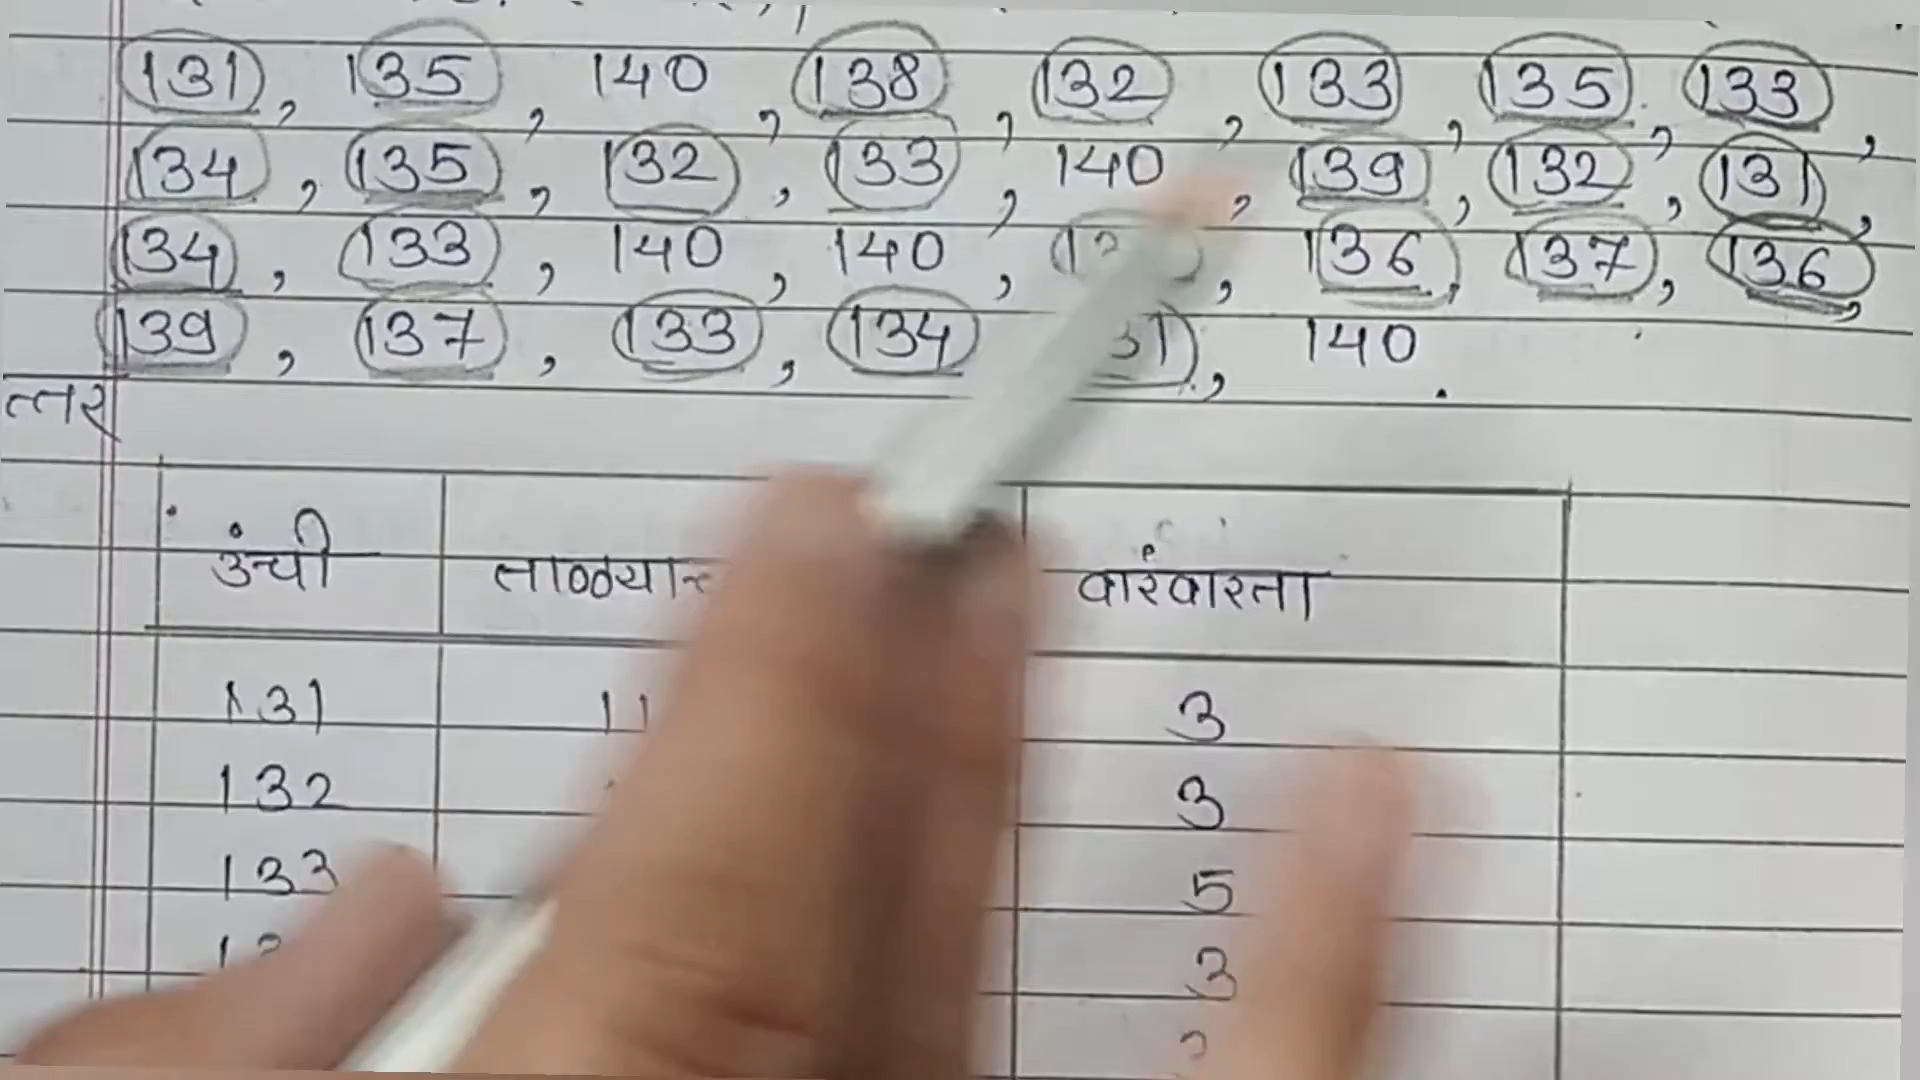 131, 135, 140, 138, 132, 133, 135, 133,
134, 135, 132, 133, 140, 139, 132, 131,
134, 133, 140, 140, 136, 137, 136,
139, 137, 133, 134, 140.
त्तर
उंची वारंवारता
131 3
132 3
133 5
3